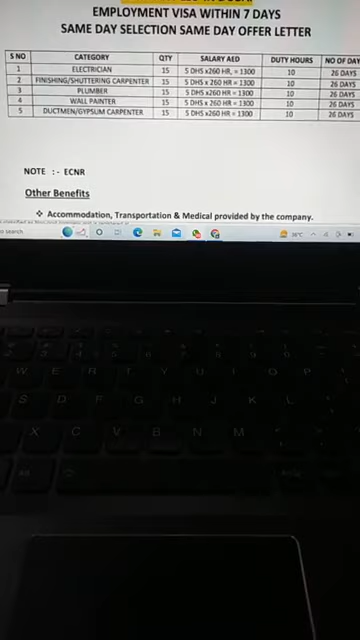 EMPLOYMENT VISA WITHIN 7 DAYS
SAME DAY SELECTION SAME DAY OFFER LETTER
S NO CATEGORY QTY SALARY AED DUTY HOURS NO OF DAY
1 ELECTRICIAN 15 5 DHS x260 HR, = 1300 10 26 DAYS
2 FINISHING/SHUTTERING CARPENTER 15 5 DHS x 260 HR = 1300 10 26 DAYS
3 PLUMBER 15 5 DHS x260 HR = 1300 10 26 DAYS
4 WALL PAINTER 15 5 DHS x 260 HR = 1300 10 26 DAYS
5 DUCTMEN/GYPSUM CARPENTER 15 5 DHS x260 HR = 1300 10 26 DAYS
NOTE :- ECNR
Other Benefits
❖ Accommodation, Transportation & Medical provided by the company.
search
W E R T Y U I O P
S D F G H J K L
X C V B N M